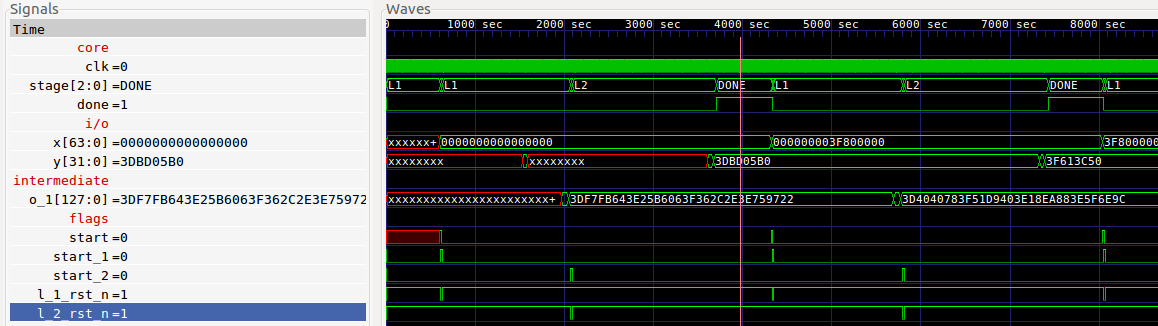 Signals
Waves
Time
0 1000 sec 2000 sec 3000 sec 4000 sec 5000 sec 6000 sec 7000 sec 8000 sec
core
clk=0
stage[2:0]=DONE L1 L1 L2 DONE L1 L2 DONE L1
done=1
i/o
x[63:0]=0000000000000000 xxxxxx+ 0000000000000000 000000003F800000 3F800000
y[31:0]=3DBD05B0 xxxxxxxx xxxxxxxx 3DBD05B0 3F613C50
intermediate
o_1[127:0]=3DF7FB643E25B6063F362C2E3E759722 xxxxxxxxxxxxxxxxxxxxxxx+ 3DF7FB643E25B6063F362C2E3E759722 3D4040783F51D9403E18EA883E5F6E9C
flags
start=0
start_1=0
start_2=0
l_1_rst_n=1
l_2_rst_n=1